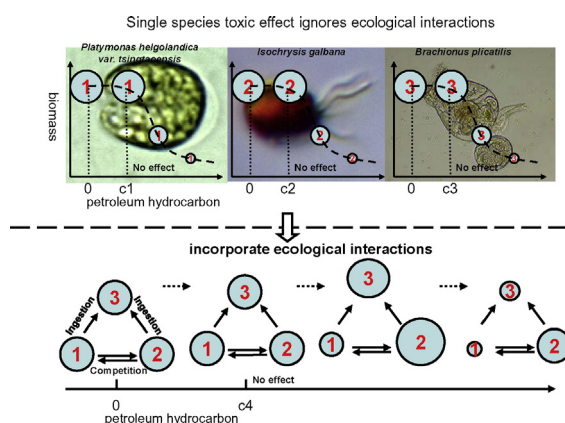 Single species toxic effect ignores ecological interactions
Platymonas helgolandica
var. tsingtaoensis
Isochrysis galbana
Brachionus plicatilis
biomass
1 1 1
2 2 2
3 3 3
No effect No effect No effect
0 c1 0 c2 0 c3
petroleum hydrocarbon
incorporate ecological interactions
Ingestion Ingestion
3 3 3 3
1 2 1 2 1 2 1 2
Competition
No effect
0 c4
petroleum hydrocarbon